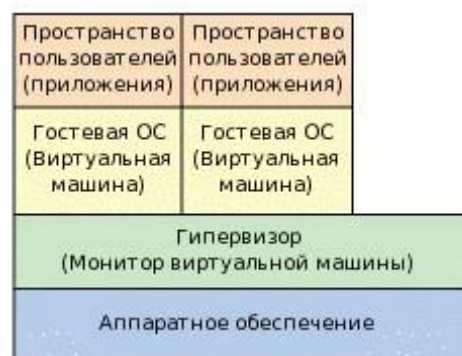 Пространство
пользователей
(приложения)
Пространство
пользователей
(приложения)
Гостевая ОС
(Виртуальная
машина)
Гостевая ОС
(Виртуальная
машина)
Гипервизор
(Монитор виртуальной машины)
Аппаратное обеспечение